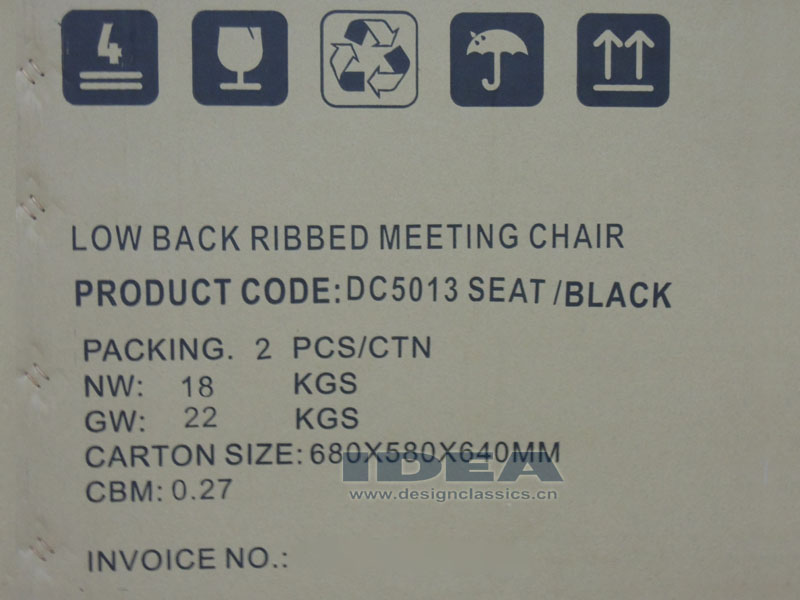 4
LOW BACK RIBBED MEETING CHAIR
PRODUCT CODE:DC5013 SEAT/BLACK
PACKING. 2 PCS/CTN
NW: 18 KGS
GW: 22 KGS
CARTON SIZE:680X580X640MM
IDEA
CBM:0.27
www.designclassics.cn
INVOICE NO.: